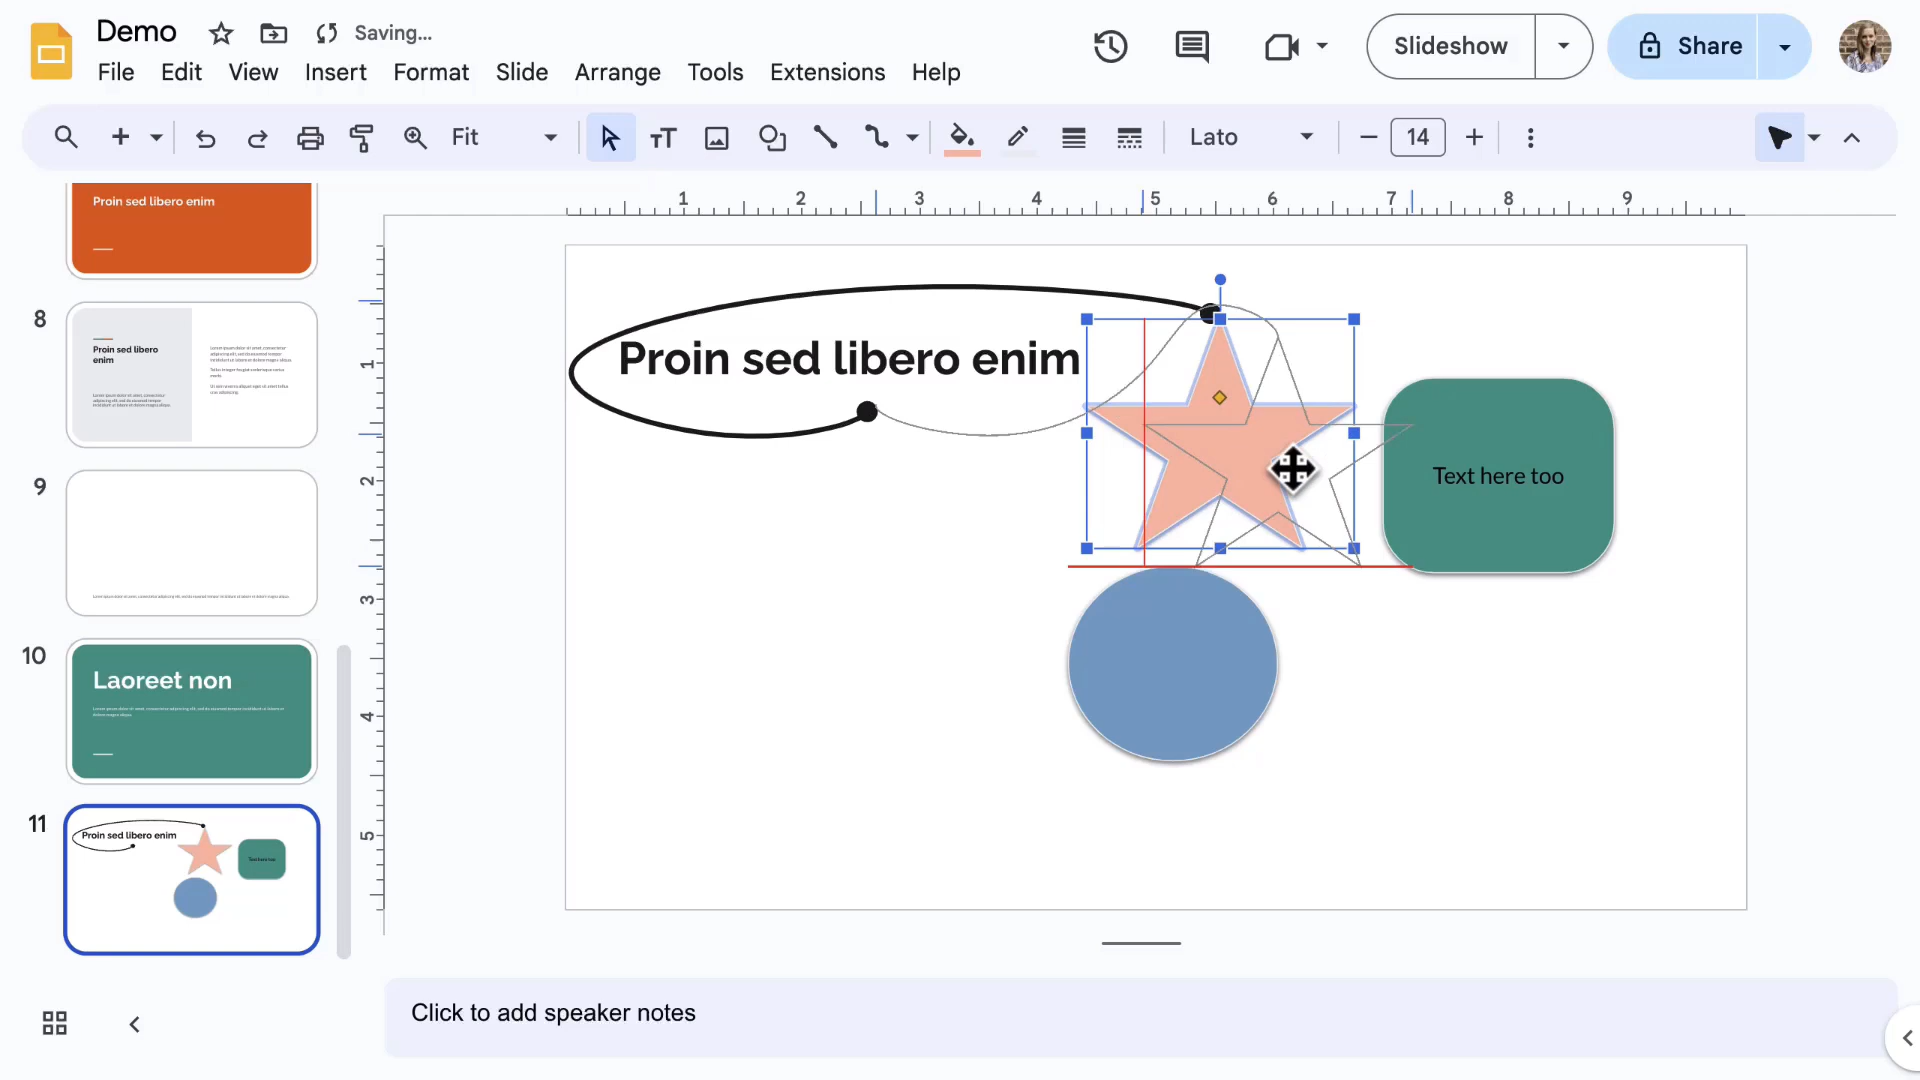 Demo
Saving...
File Edit View Insert Format Slide Arrange Tools Extensions Help
Slideshow
Share
Fit
Lato
14
1 2 3 4 5 6 7 8 9
1
2
3
4
5
Proin sed libero enim
8
Proin sed libero
enim
9
10
Laoreet non
11
Proin sed libero enim
Text here too
Proin sed libero enim
Text here too
Click to add speaker notes